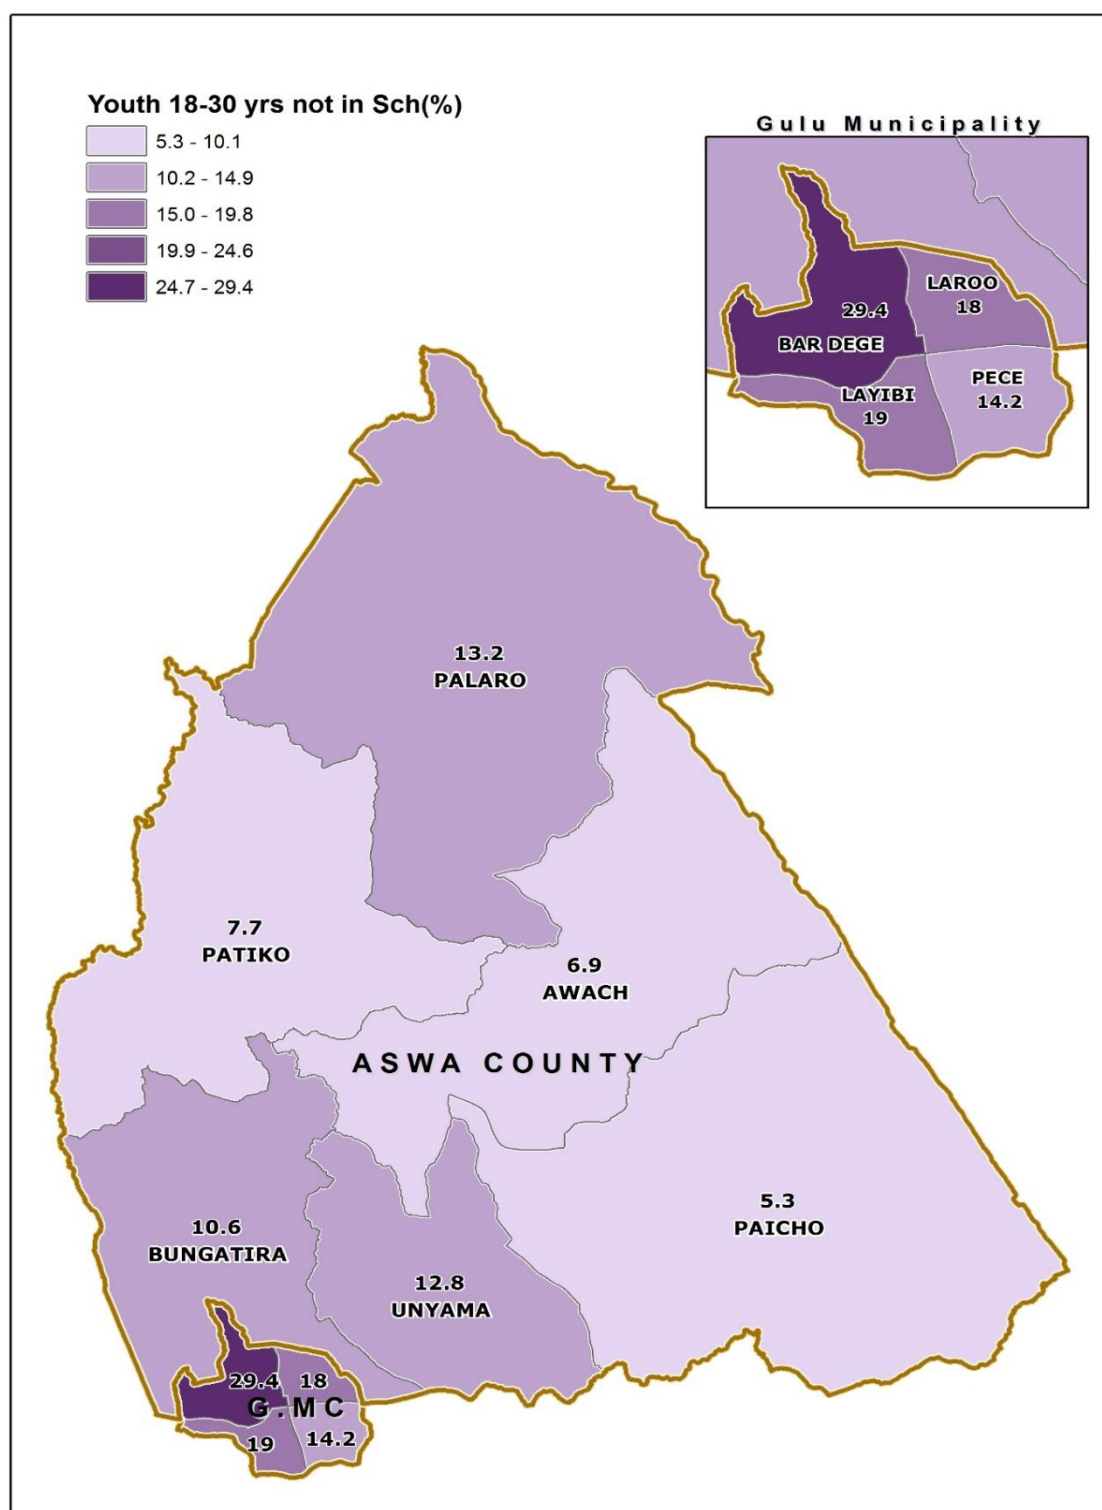 Youth 18-30 yrs not in Sch(%)
5.3 - 10.1
10.2 - 14.9
15.0 - 19.8
19.9 - 24.6
24.7 - 29.4
Gulu Municipality
LAROO
18
29.4
BAR DEGE
PECE
14.2
LAYIBI
19
13.2
PALARO
7.7
PATIKO
6.9
AWACH
ASWA COUNTY
5.3
PAICHO
10.6
BUNGATIRA
12.8
UNYAMA
29.4
18
G.MC
19
14.2